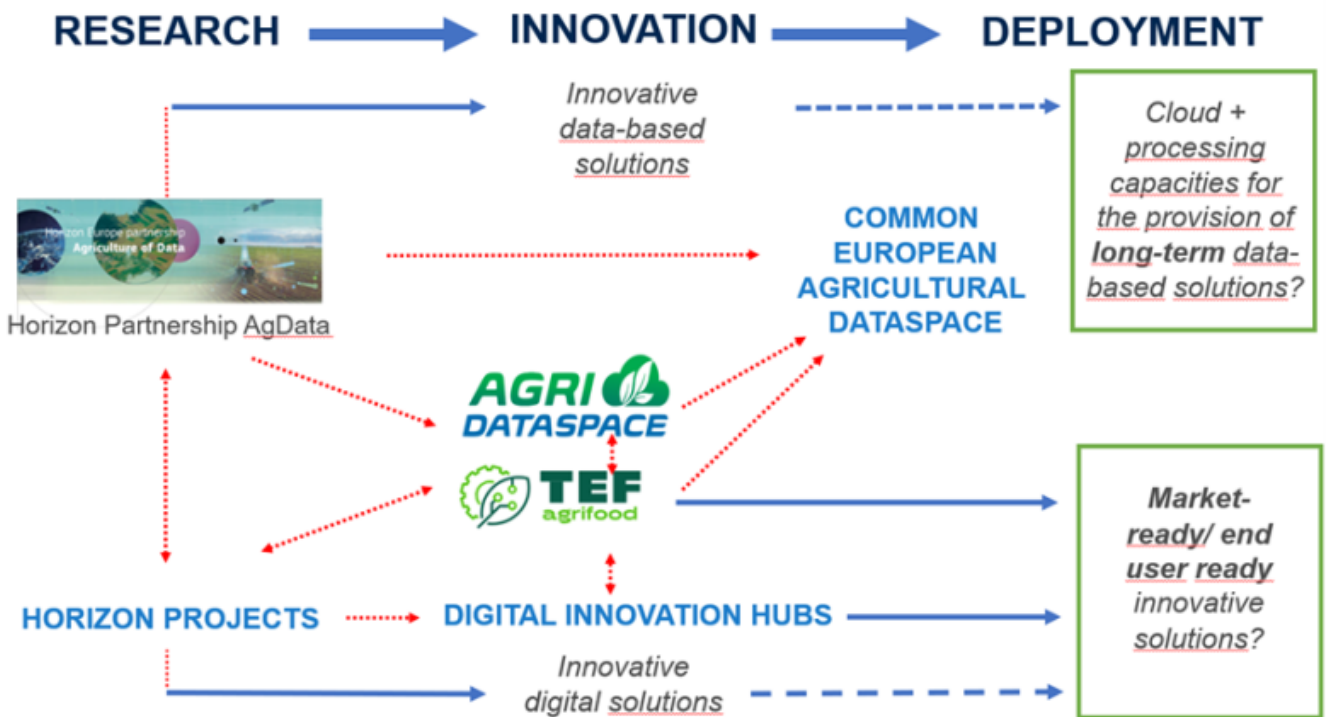 RESEARCH
INNOVATION
DEPLOYMENT
Innovative
data-based
solutions
Cloud +
processing
capacities for
the provision of
long-term data-
based solutions?
Horizon Europe partnership
Agriculture of Data
Horizon Partnership AgData
COMMON
EUROPEAN
AGRICULTURAL
DATASPACE
AGRI
DATASPACE
TEF
agrifood
Market-
ready/ end
user ready
innovative
solutions?
HORIZON PROJECTS
DIGITAL INNOVATION HUBS
Innovative
digital solutions